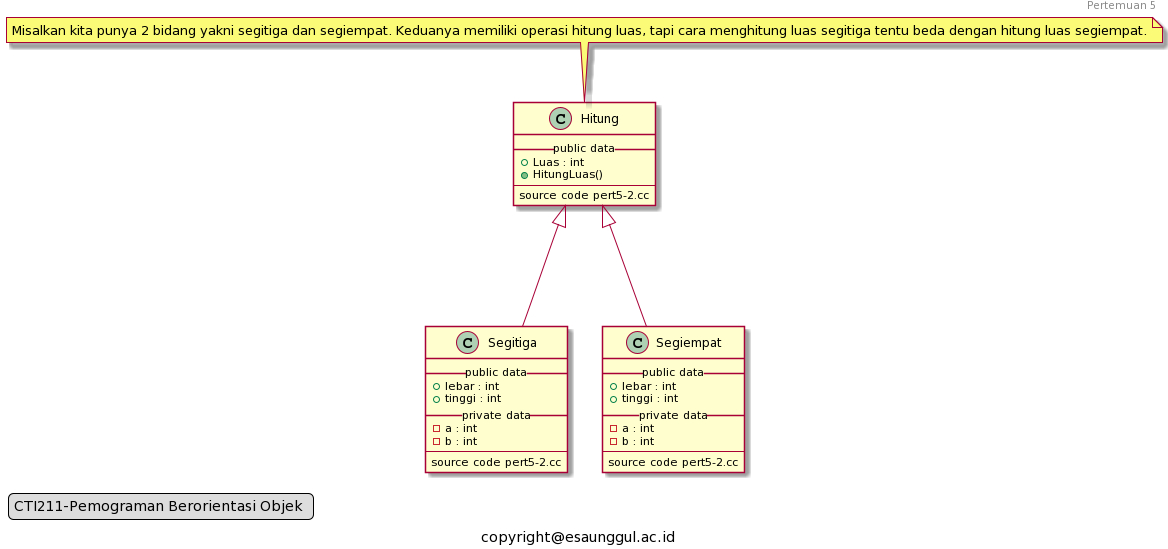 Pertemuan 5
Misalkan kita punya 2 bidang yakni segitiga dan segiempat. Keduanya memiliki operasi hitung luas, tapi cara menghitung luas segitiga tentu beda dengan hitung luas segiempat.
C Hitung
public data
Luas : int
HitungLuas()
source code pert5-2.cc
C Segitiga
public data
lebar : int
tinggi : int
private data
a : int
b : int
source code pert5-2.cc
C Segiempat
public data
lebar : int
tinggi : int
private data
a : int
b : int
source code pert5-2.cc
CTI211-Pemograman Berorientasi Objek
copyright@esaunggul.ac.id